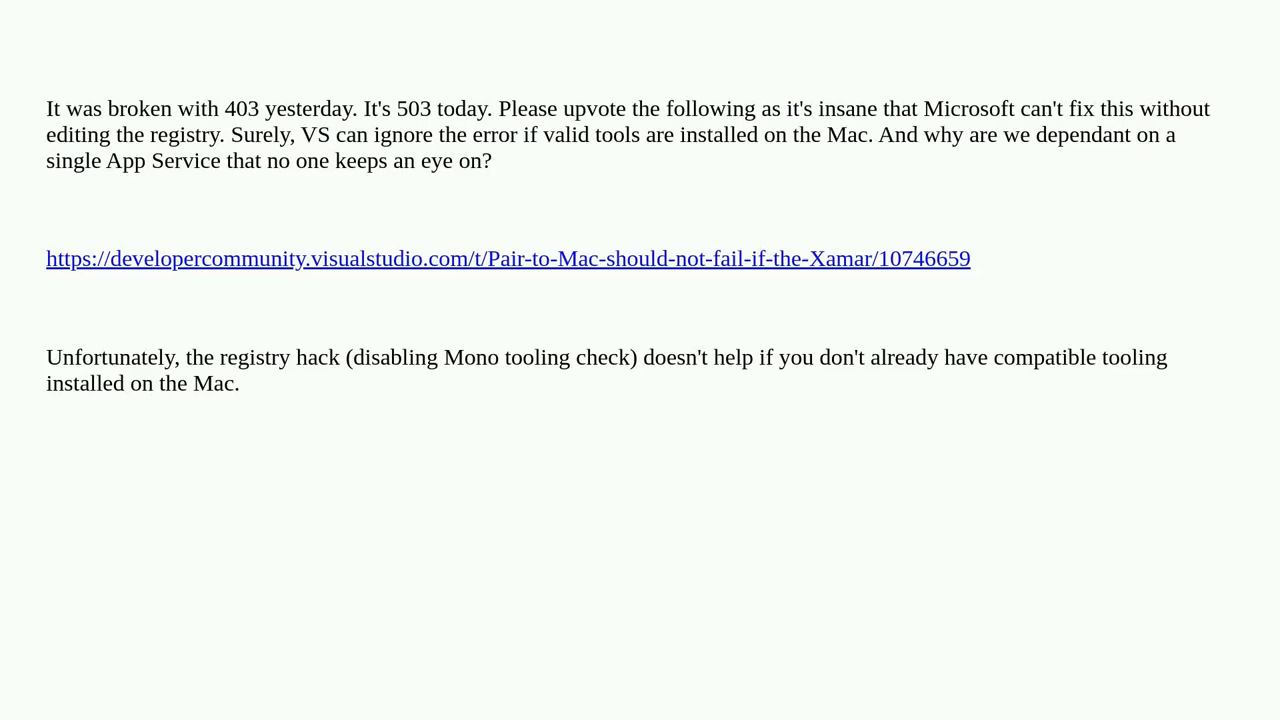 It was broken with 403 yesterday. It's 503 today. Please upvote the following as it's insane that Microsoft can't fix this without
editing the registry. Surely, VS can ignore the error if valid tools are installed on the Mac. And why are we dependant on a
single App Service that no one keeps an eye on?
https://developercommunity.visualstudio.com/t/Pair-to-Mac-should-not-fail-if-the-Xamar/10746659
Unfortunately, the registry hack (disabling Mono tooling check) doesn't help if you don't already have compatible tooling
installed on the Mac.